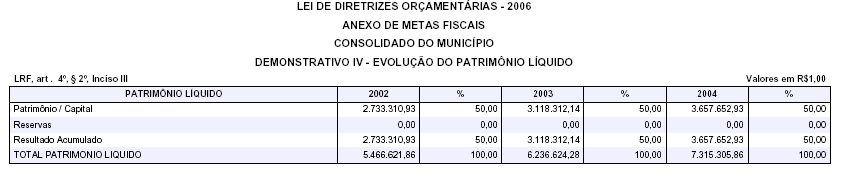 LEI DE DIRETRIZES ORÇAMENTÁRIAS - 2006
ANEXO DE METAS FISCAIS
CONSOLIDADO DO MUNICÍPIO
DEMONSTRATIVO IV - EVOLUÇÃO DO PATRIMÔNIO LÍQUIDO
LRF, art . 4º, § 2º, Inciso III Valores em R$1,00
PATRIMÔNIO LÍQUIDO 2002 % 2003 % 2004 %
Patrimônio / Capital 2.733.310,93 50,00 3.118.312,14 50,00 3.657.652,93 50,00
Reservas 0,00 0,00 0,00 0,00 0,00 0,00
Resultado Acumulado 2.733.310,93 50,00 3.118.312,14 50,00 3.657.652,93 50,00
TOTAL PATRIMONIO LIQUIDO 5.466.621,86 100,00 6.236.624,28 100,00 7.315.305,86 100,00